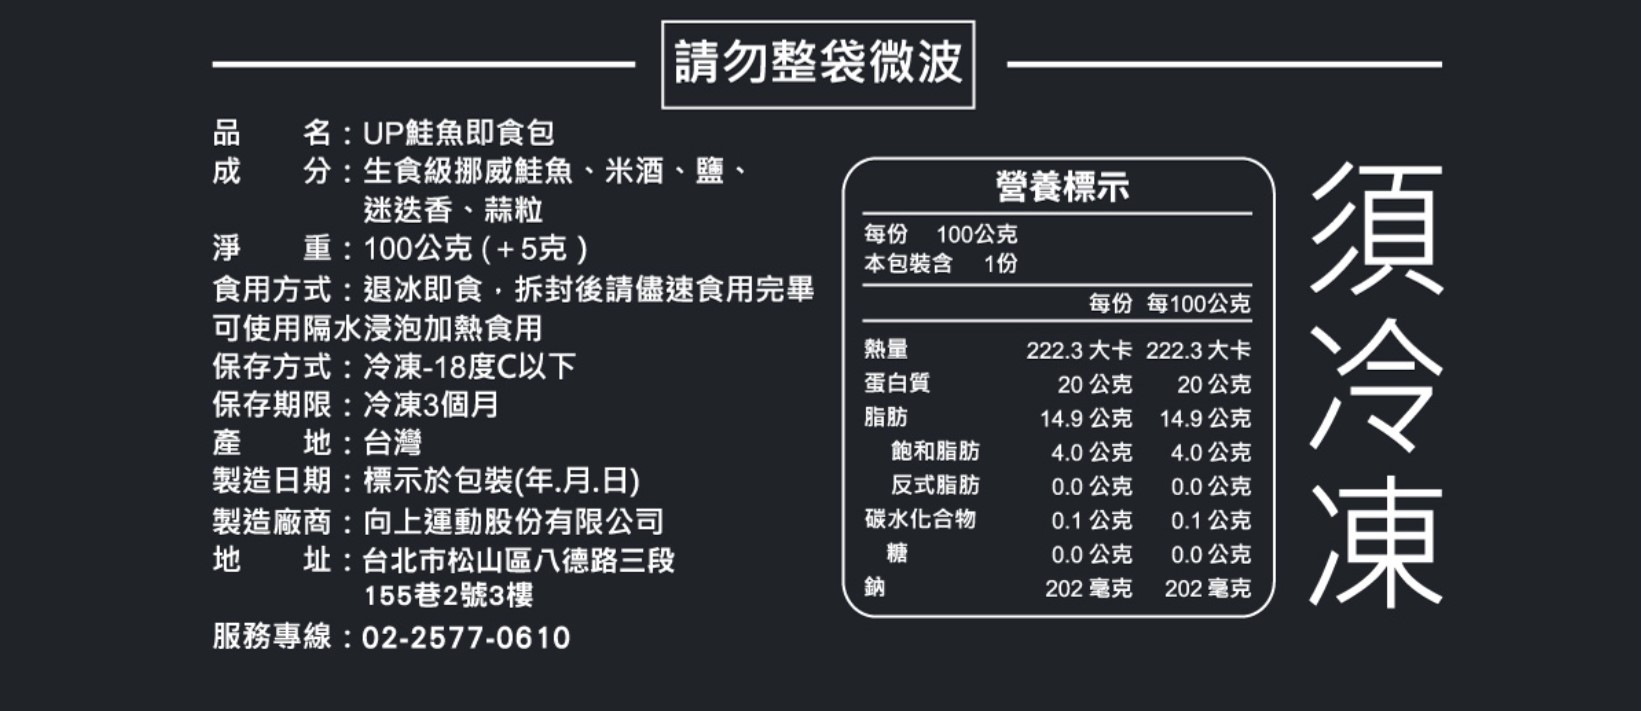 請勿整袋微波
品名：UP鮭魚即食包
成分：生食級挪威鮭魚、米酒、鹽、
迷迭香、蒜粒
淨重：100公克（+5克）
食用方式：退冰即食，拆封後請儘速食用完畢
可使用隔水浸泡加熱食用
保存方式：冷凍-18度C以下
保存期限：冷凍3個月
產地：台灣
製造日期：標示於包裝(年.月.日)
製造廠商：向上運動股份有限公司
地址：台北市松山區八德路三段
155巷2號3樓
服務專線：02-2577-0610
營養標示
每份 100公克
本包裝含 1份
每份 每100公克
熱量 222.3 大卡 222.3 大卡
蛋白質 20 公克 20 公克
脂肪 14.9 公克 14.9 公克
飽和脂肪 4.0 公克 4.0 公克
反式脂肪 0.0 公克 0.0 公克
碳水化合物 0.1 公克 0.1 公克
糖 0.0 公克 0.0 公克
鈉 202 毫克 202 毫克
須冷凍